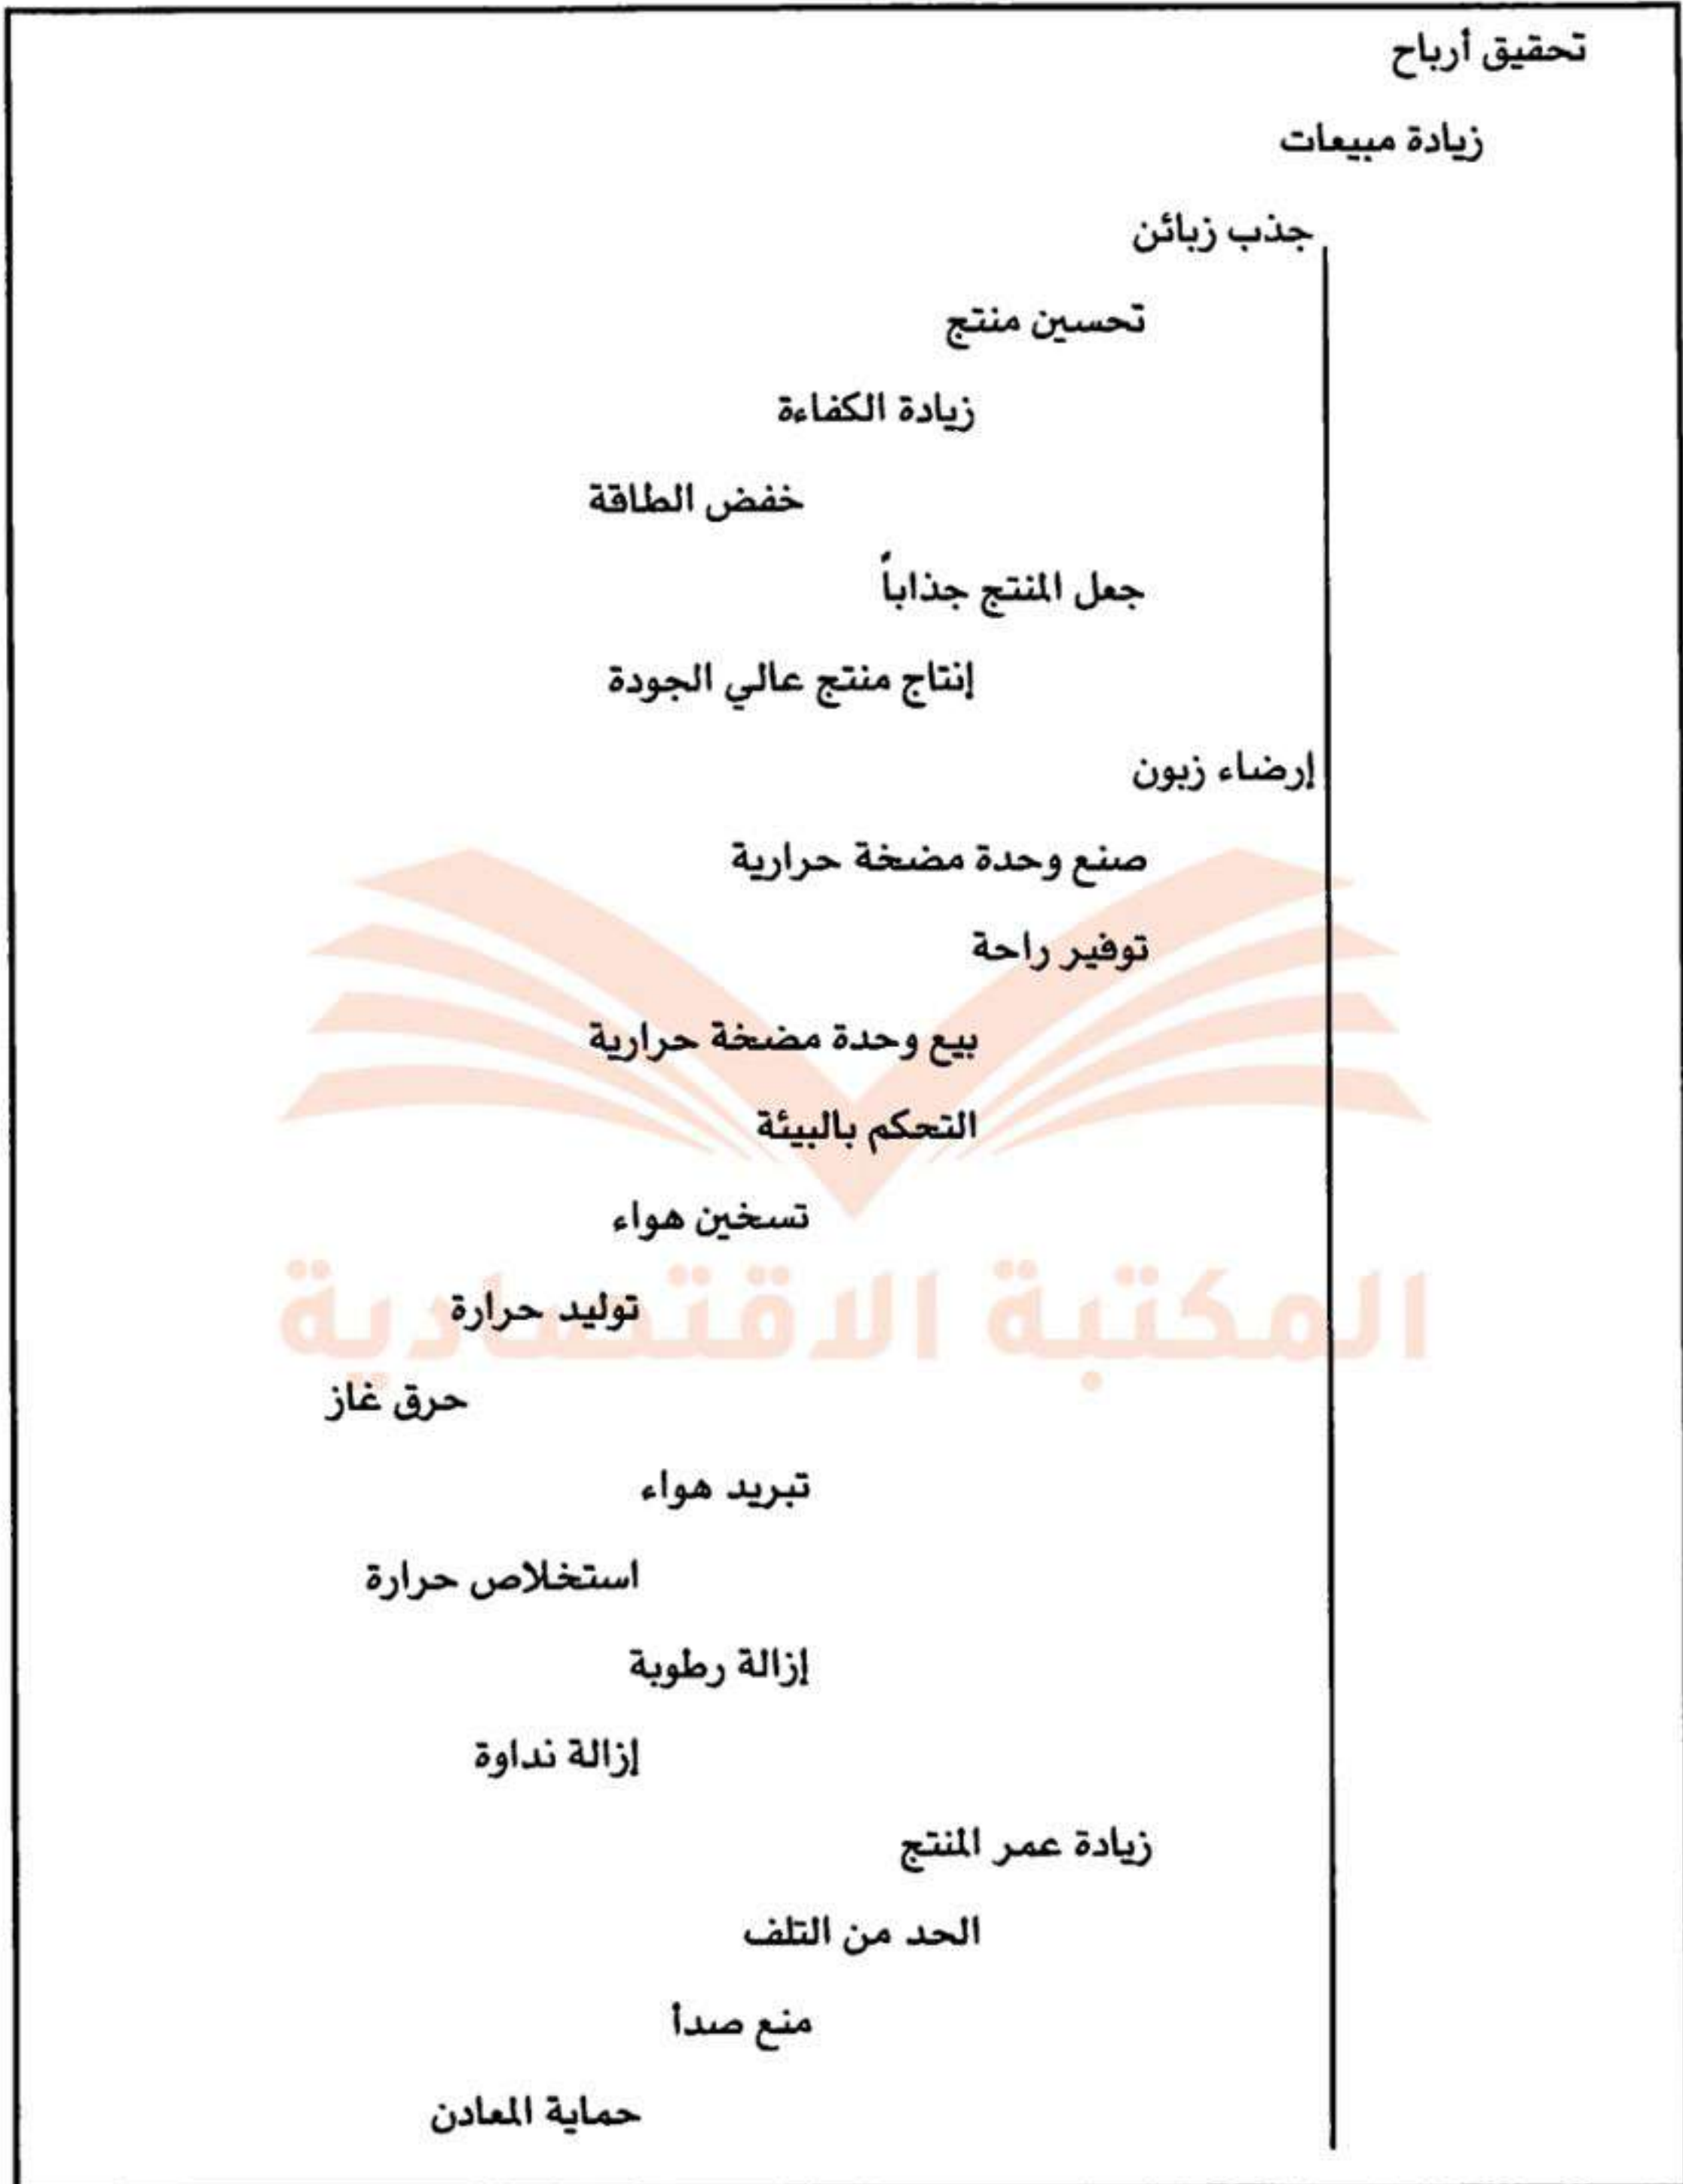 تحقيق أرباح
زيادة مبيعات
جذب زبائن
تحسين منتج
زيادة الكفاءة
خفض الطاقة
جعل المنتج جذاباً
إنتاج منتج عالي الجودة
إرضاء زبون
صنع وحدة مضخة حرارية
توفير راحة
بيع وحدة مضخة حرارية
التحكم بالبيئة
تسخين هواء
المكتبة الاقتصادية
توليد حرارة
حرق غاز
تبريد هواء
استخلاص حرارة
إزالة رطوبة
إزالة نداوة
زيادة عمر المنتج
الحد من التلف
منع صدأ
حماية المعادن